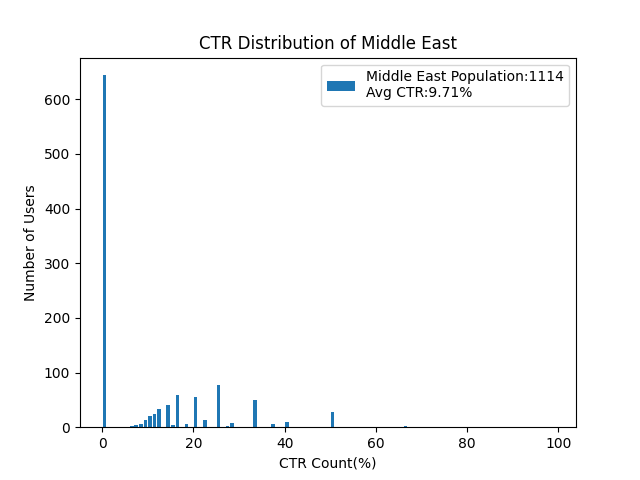 CTR Distribution of Middle East
Middle East Population:1114
Avg CTR:9.71%
Number of Users
600
500
400
300
200
100
0
0 20 40 60 80 100
CTR Count(%)